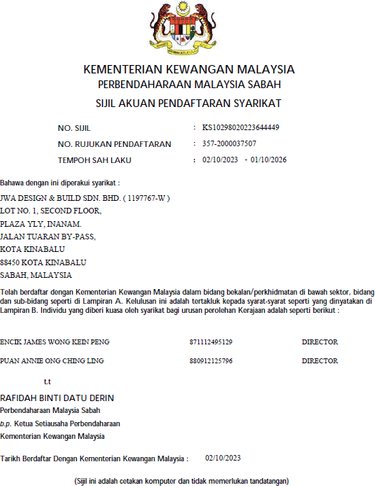 KEMENTERIAN KEWANGAN MALAYSIA
PERBENDAHARAAN MALAYSIA SABAH
SIJIL AKUAN PENDAFTARAN SYARIKAT
NO. SIJIL : KS10298020223644449
NO. RUJUKAN PENDAFTARAN : 357-2000037507
TEMPOH SAH LAKU : 02/10/2023 - 01/10/2026
Bahawa dengan ini diperakui syarikat :
JWA DESIGN & BUILD SDN. BHD. ( 1197767-W )
LOT NO. 1, SECOND FLOOR,
PLAZA YLY, INANAM.
JALAN TUARAN BY-PASS,
KOTA KINABALU
88450 KOTA KINABALU
SABAH, MALAYSIA
Telah berdaftar dengan Kementerian Kewangan Malaysia dalam bidang bekalan/perkhidmatan di bawah sektor, bidang
dan sub-bidang seperti di Lampiran A. Kelulusan ini adalah tertakluk kepada syarat-syarat seperti yang dinyatakan di
Lampiran B. Individu yang diberi kuasa oleh syarikat bagi urusan perolehan Kerajaan adalah seperti berikut :
ENCIK JAMES WONG KEIN PENG 871112495129 DIRECTOR
PUAN ANNIE ONG CHING LING 880912125796 DIRECTOR
t.t
RAFIDAH BINTI DATU DERIN
Perbendaharaan Malaysia Sabah
b.p. Ketua Setiausaha Perbendaharaan
Kementerian Kewangan Malaysia
Tarikh Berdaftar Dengan Kementerian Kewangan Malaysia : 02/10/2023
(Sijil ini adalah cetakan komputer dan tidak memerlukan tandatangan)